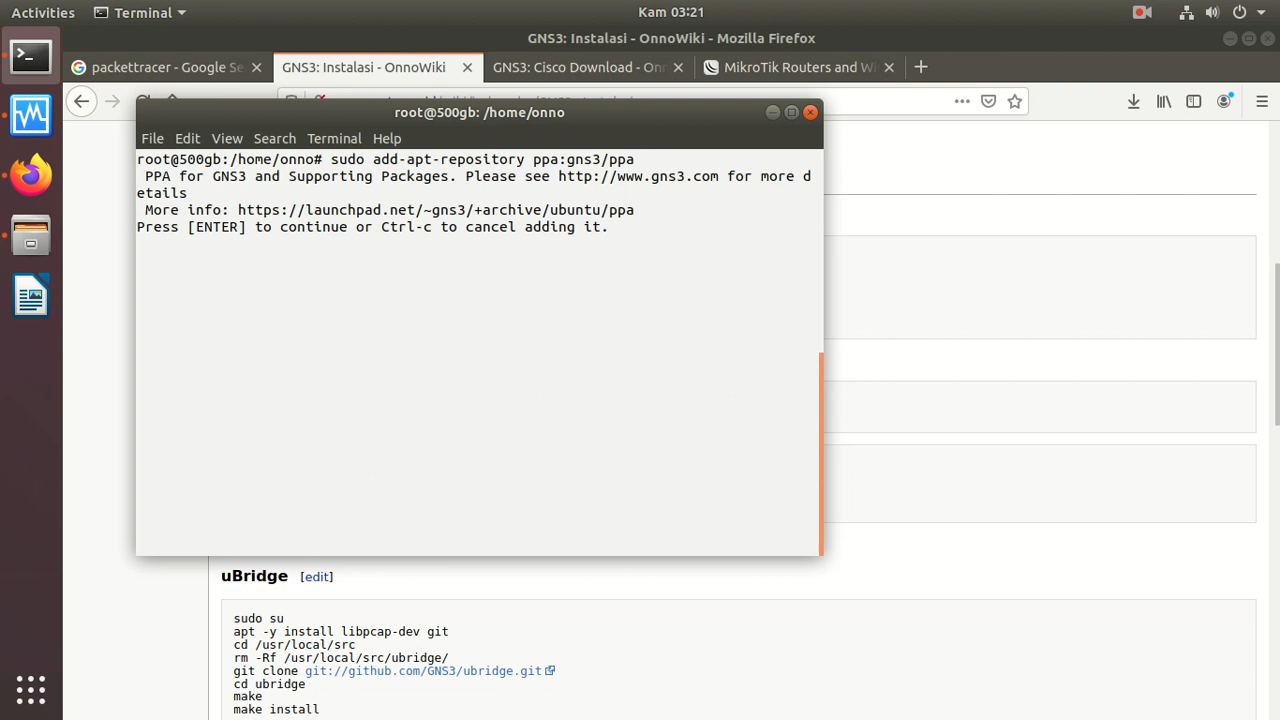 Activities Terminal Kam 03:21
GNS3: Instalasi - OnnoWiki - Mozilla Firefox
packettracer - Google Se GNS3: Instalasi - OnnoWiki GNS3: Cisco Download - Onn MikroTik Routers and Wi
root@500gb: /home/onno
File Edit View Search Terminal Help
root@500gb:/home/onno# sudo add-apt-repository ppa:gns3/ppa
PPA for GNS3 and Supporting Packages. Please see http://www.gns3.com for more d
etails
More info: https://launchpad.net/~gns3/+archive/ubuntu/ppa
Press [ENTER] to continue or Ctrl-c to cancel adding it.
uBridge [edit]
sudo su
apt -y install libpcap-dev git
cd /usr/local/src
rm -Rf /usr/local/src/ubridge/
git clone git://github.com/GNS3/ubridge.git
cd ubridge
make
make install